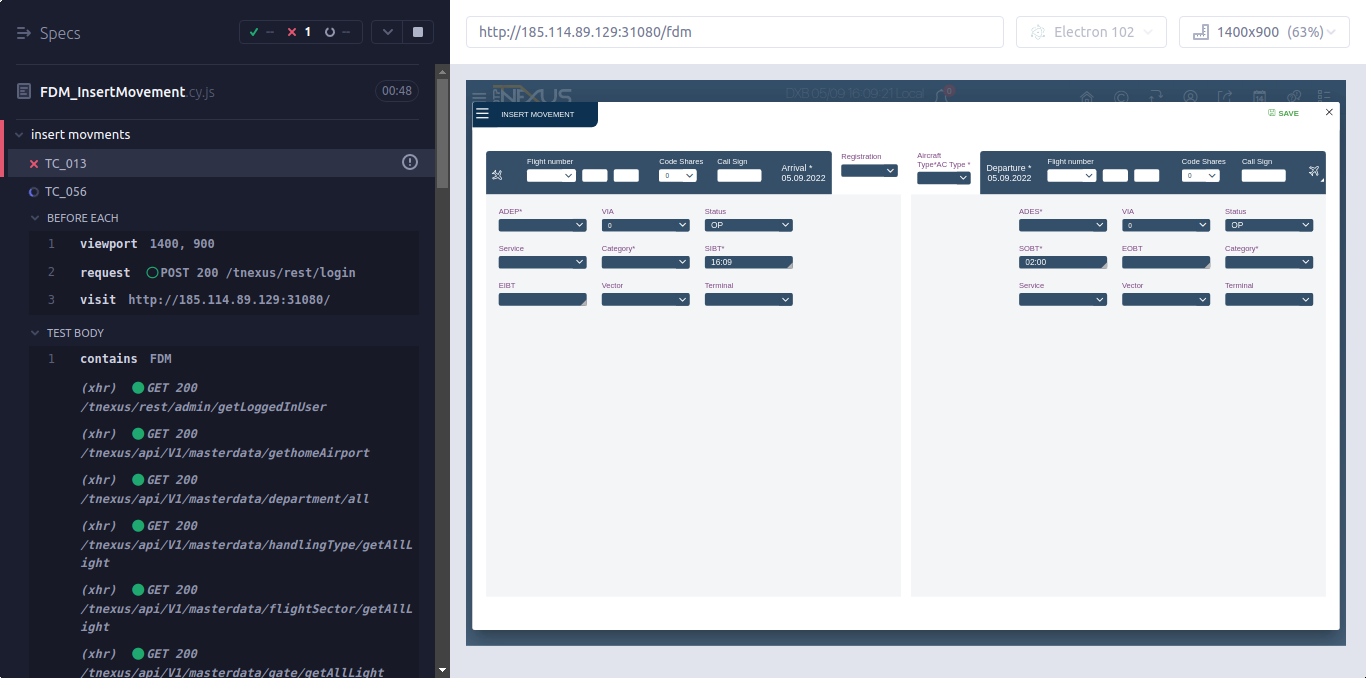 Specs
✓ -- ✕ 1 --
http://185.114.89.129:31080/fdm
Electron 102
1400x900 (63%)
FDM_InsertMovement.cy.js
00:48
insert movments
TC_013
TC_056
BEFORE EACH
1 viewport 1400, 900
2 request POST 200 /tnexus/rest/login
3 visit http://185.114.89.129:31080/
TEST BODY
1 contains FDM
(xhr) GET 200
/tnexus/rest/admin/getLoggedInUser
(xhr) GET 200
/tnexus/api/V1/masterdata/gethomeAirport
(xhr) GET 200
/tnexus/api/V1/masterdata/department/all
(xhr) GET 200
/tnexus/api/V1/masterdata/handlingType/getAllL
ight
(xhr) GET 200
/tnexus/api/V1/masterdata/flightSector/getAllL
ight
(xhr) GET 200
/tnexus/api/V1/masterdata/gate/getAllLight
NEXUS
DXB 05/09 16:09:21 Local
0
14
INSERT MOVEMENT
SAVE
Flight number Code Shares Call Sign
0
Arrival *
05.09.2022
Registration
Aircraft
Type*AC Type *
Departure *
05.09.2022
Flight number Code Shares Call Sign
0
ADEP* VIA Status
0 OP
Service Category* SIBT*
16:09
EIBT Vector Terminal
ADES* VIA Status
0 OP
SOBT* EOBT Category*
02:00
Service Vector Terminal